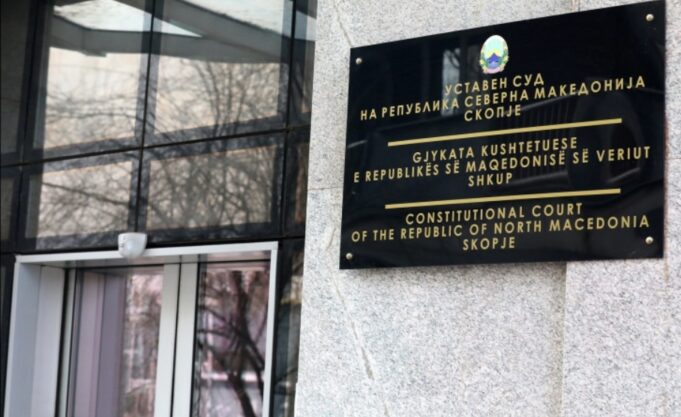 УСТАВЕН СУД
НА РЕПУБЛИКА СЕВЕРНА МАКЕДОНИЈА
СКОПЈЕ
GJYKATA KUSHTETUESE
E REPUBLIKËS SË MAQEDONISË SË VERIUT
SHKUP
CONSTITUTIONAL COURT
OF THE REPUBLIC OF NORTH MACEDONIA
SKOPJE